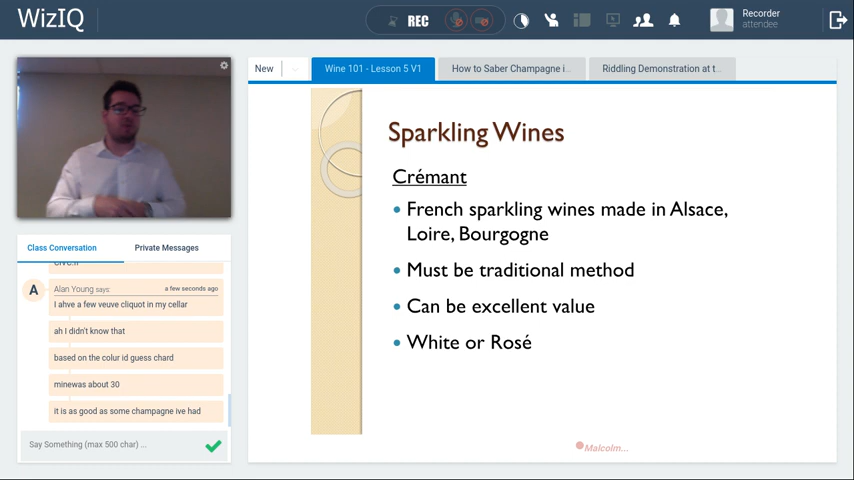 WizIQ
REC
Recorder
attendee
New
Wine 101 - Lesson 5 V1
How to Saber Champagne i...
Riddling Demonstration at t...
Sparkling Wines
Crémant
• French sparkling wines made in Alsace,
Loire, Bourgogne
• Must be traditional method
• Can be excellent value
• White or Rosé
Malcolm...
Class Conversation
Private Messages
A
Alan Young says:
a few seconds ago
I ahve a few veuve cliquot in my cellar
ah I didn't know that
based on the colur id guess chard
minewas about 30
it is as good as some champagne ive had
Say Something (max 500 char) ...